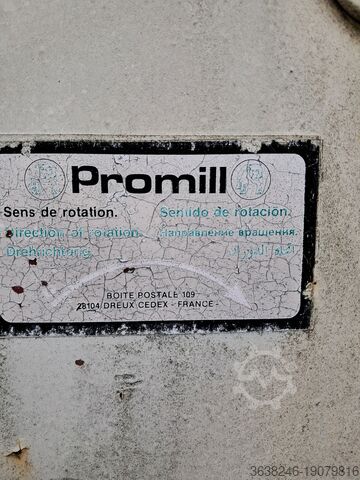 Promill
Sens de rotation. Sentido de rotación.
Direction of rotation. Направление вращения.
Drehrichtung.
BOITE POSTALE 109
28104 DREUX CEDEX - FRANCE -
3638246-19079816